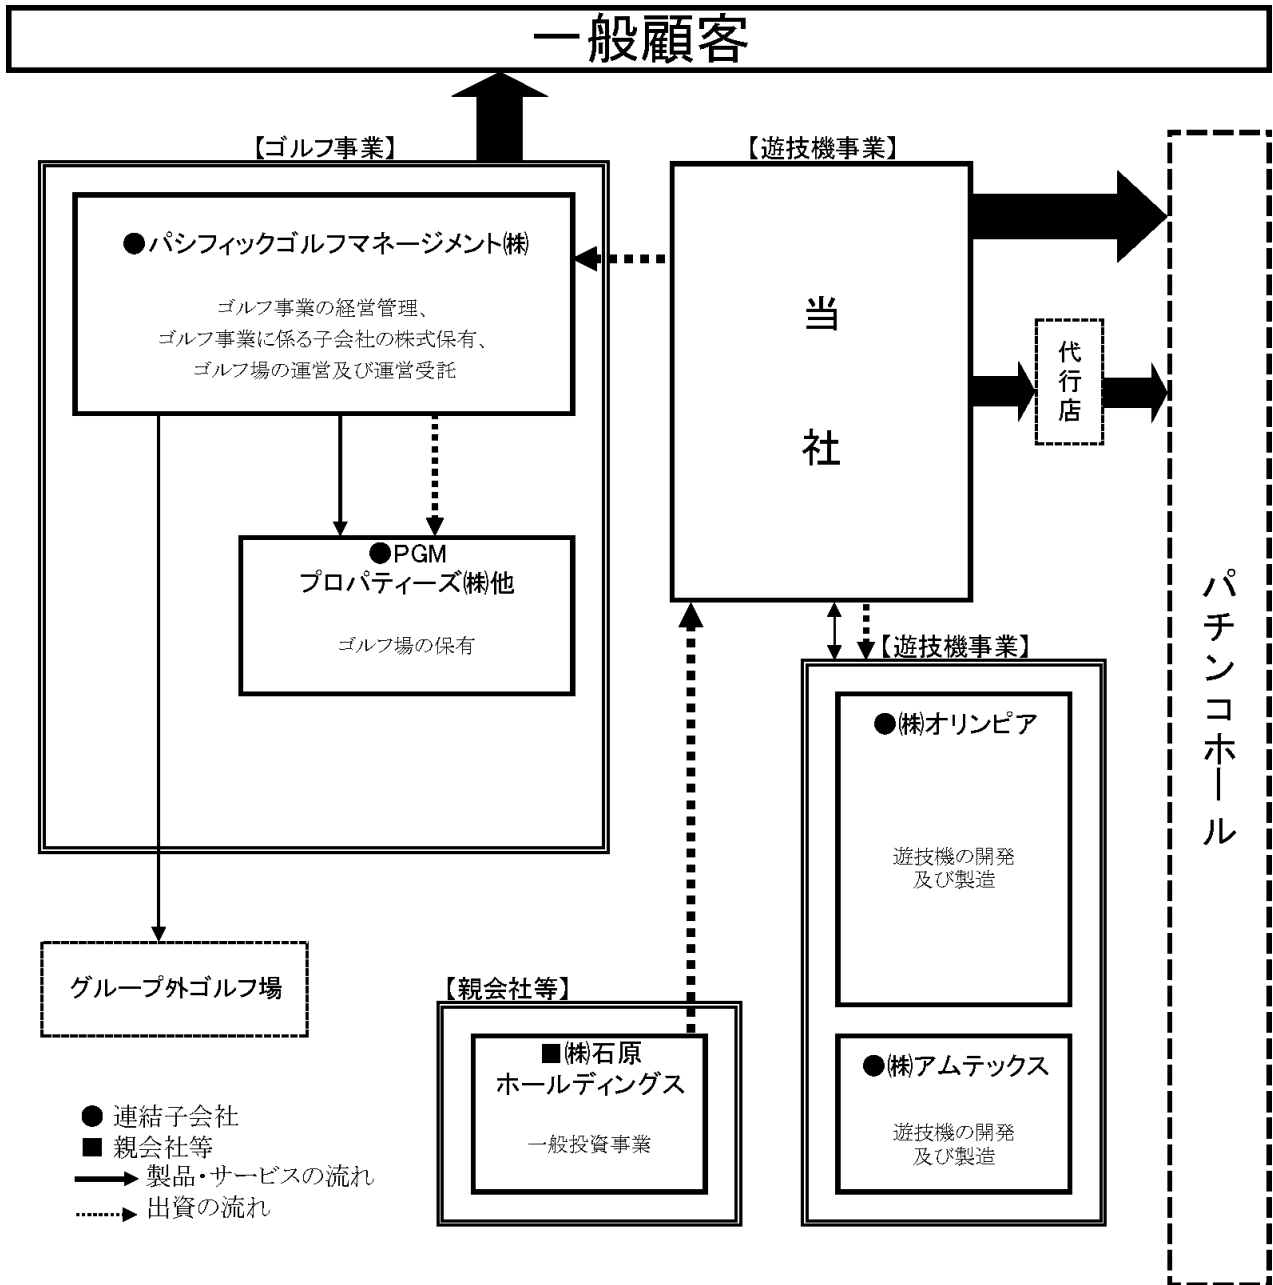 一般顧客
【ゴルフ事業】
●パシフィックゴルフマネージメント㈱
ゴルフ事業の経営管理、
ゴルフ事業に係る子会社の株式保有、
ゴルフ場の運営及び運営受託
●PGM
プロパティーズ㈱他
ゴルフ場の保有
グループ外ゴルフ場
【遊技機事業】
当社
代行店
パチンコホール
【遊技機事業】
●㈱オリンピア
遊技機の開発
及び製造
●㈱アムテックス
遊技機の開発
及び製造
【親会社等】
■㈱石原
ホールディングス
一般投資事業
●連結子会社
■親会社等
製品・サービスの流れ
出資の流れ